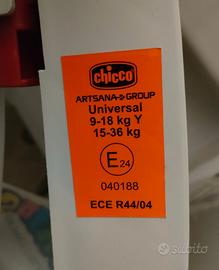 chicco
ARTSANA GROUP
Universal
9-18 kg Y
15-36 kg
E24
040188
ECE R44/04
subito